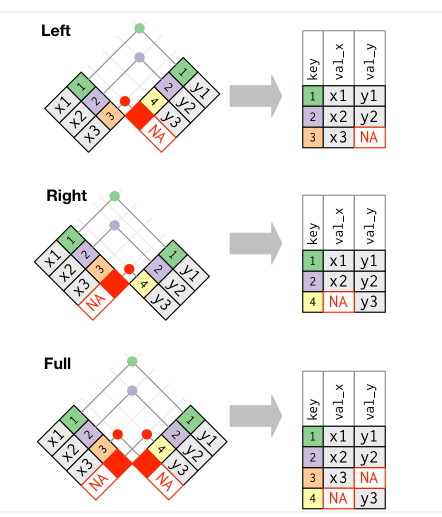 Left
x1 1 1 y1
x2 2 2 y2
x3 3 4 y3
NA
key val_x val_y
1 x1 y1
2 x2 y2
3 x3 NA
Right
x1 1 1 y1
x2 2 2 y2
x3 3 4 y3
NA
key val_x val_y
1 x1 y1
2 x2 y2
4 NA y3
Full
x1 1 1 y1
x2 2 2 y2
x3 3 4 y3
NA NA
key val_x val_y
1 x1 y1
2 x2 y2
3 x3 NA
4 NA y3